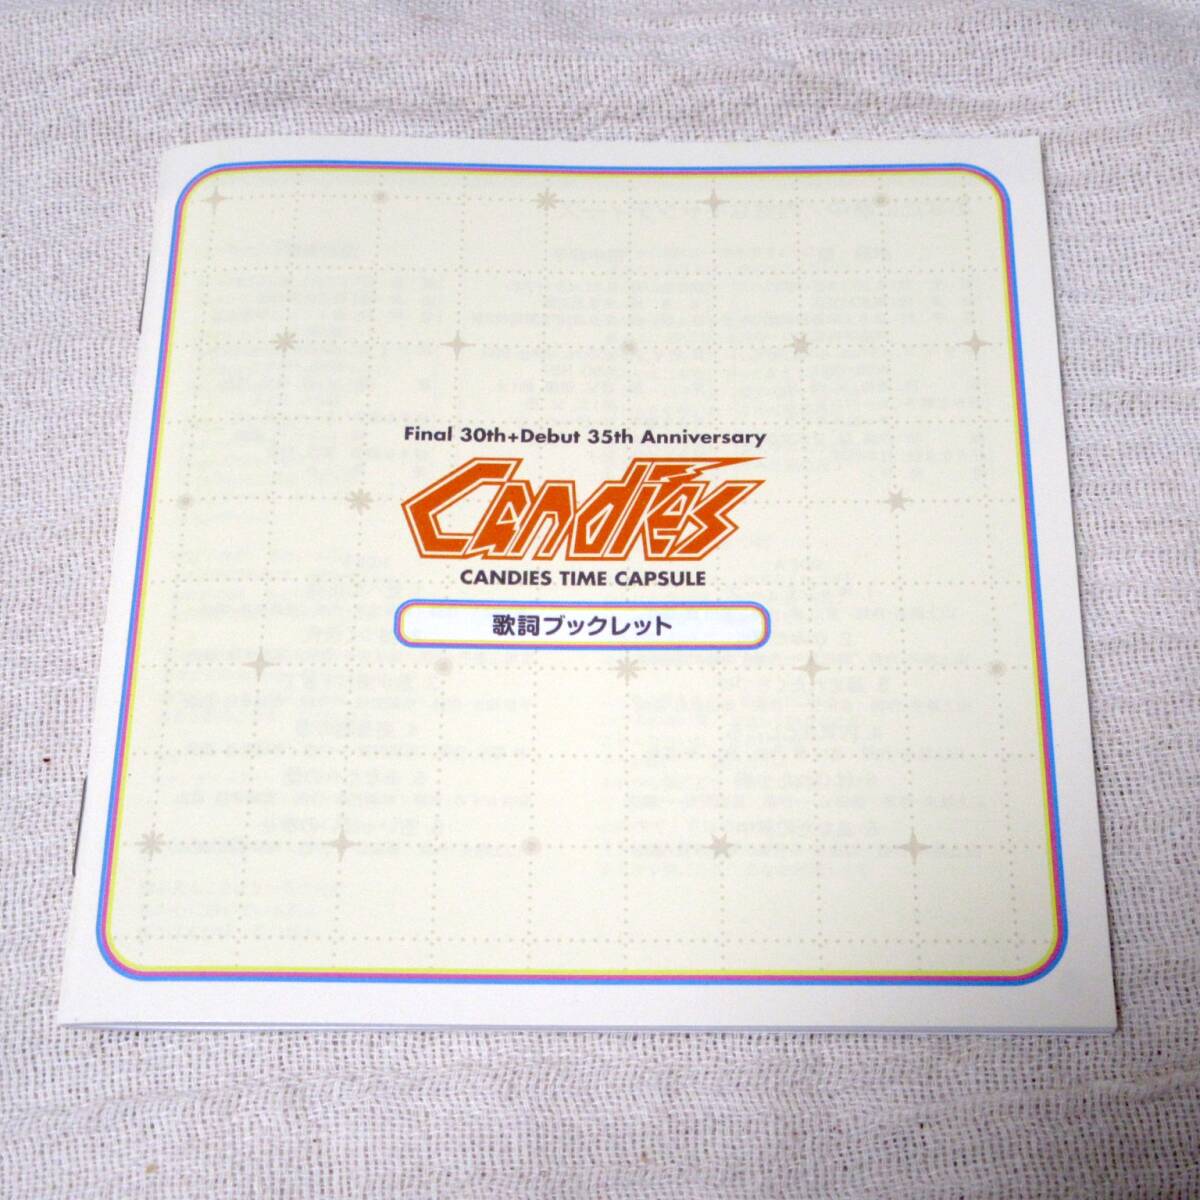 Final 30th+Debut 35th Anniversary
Candies
CANDIES TIME CAPSULE
歌詞ブックレット